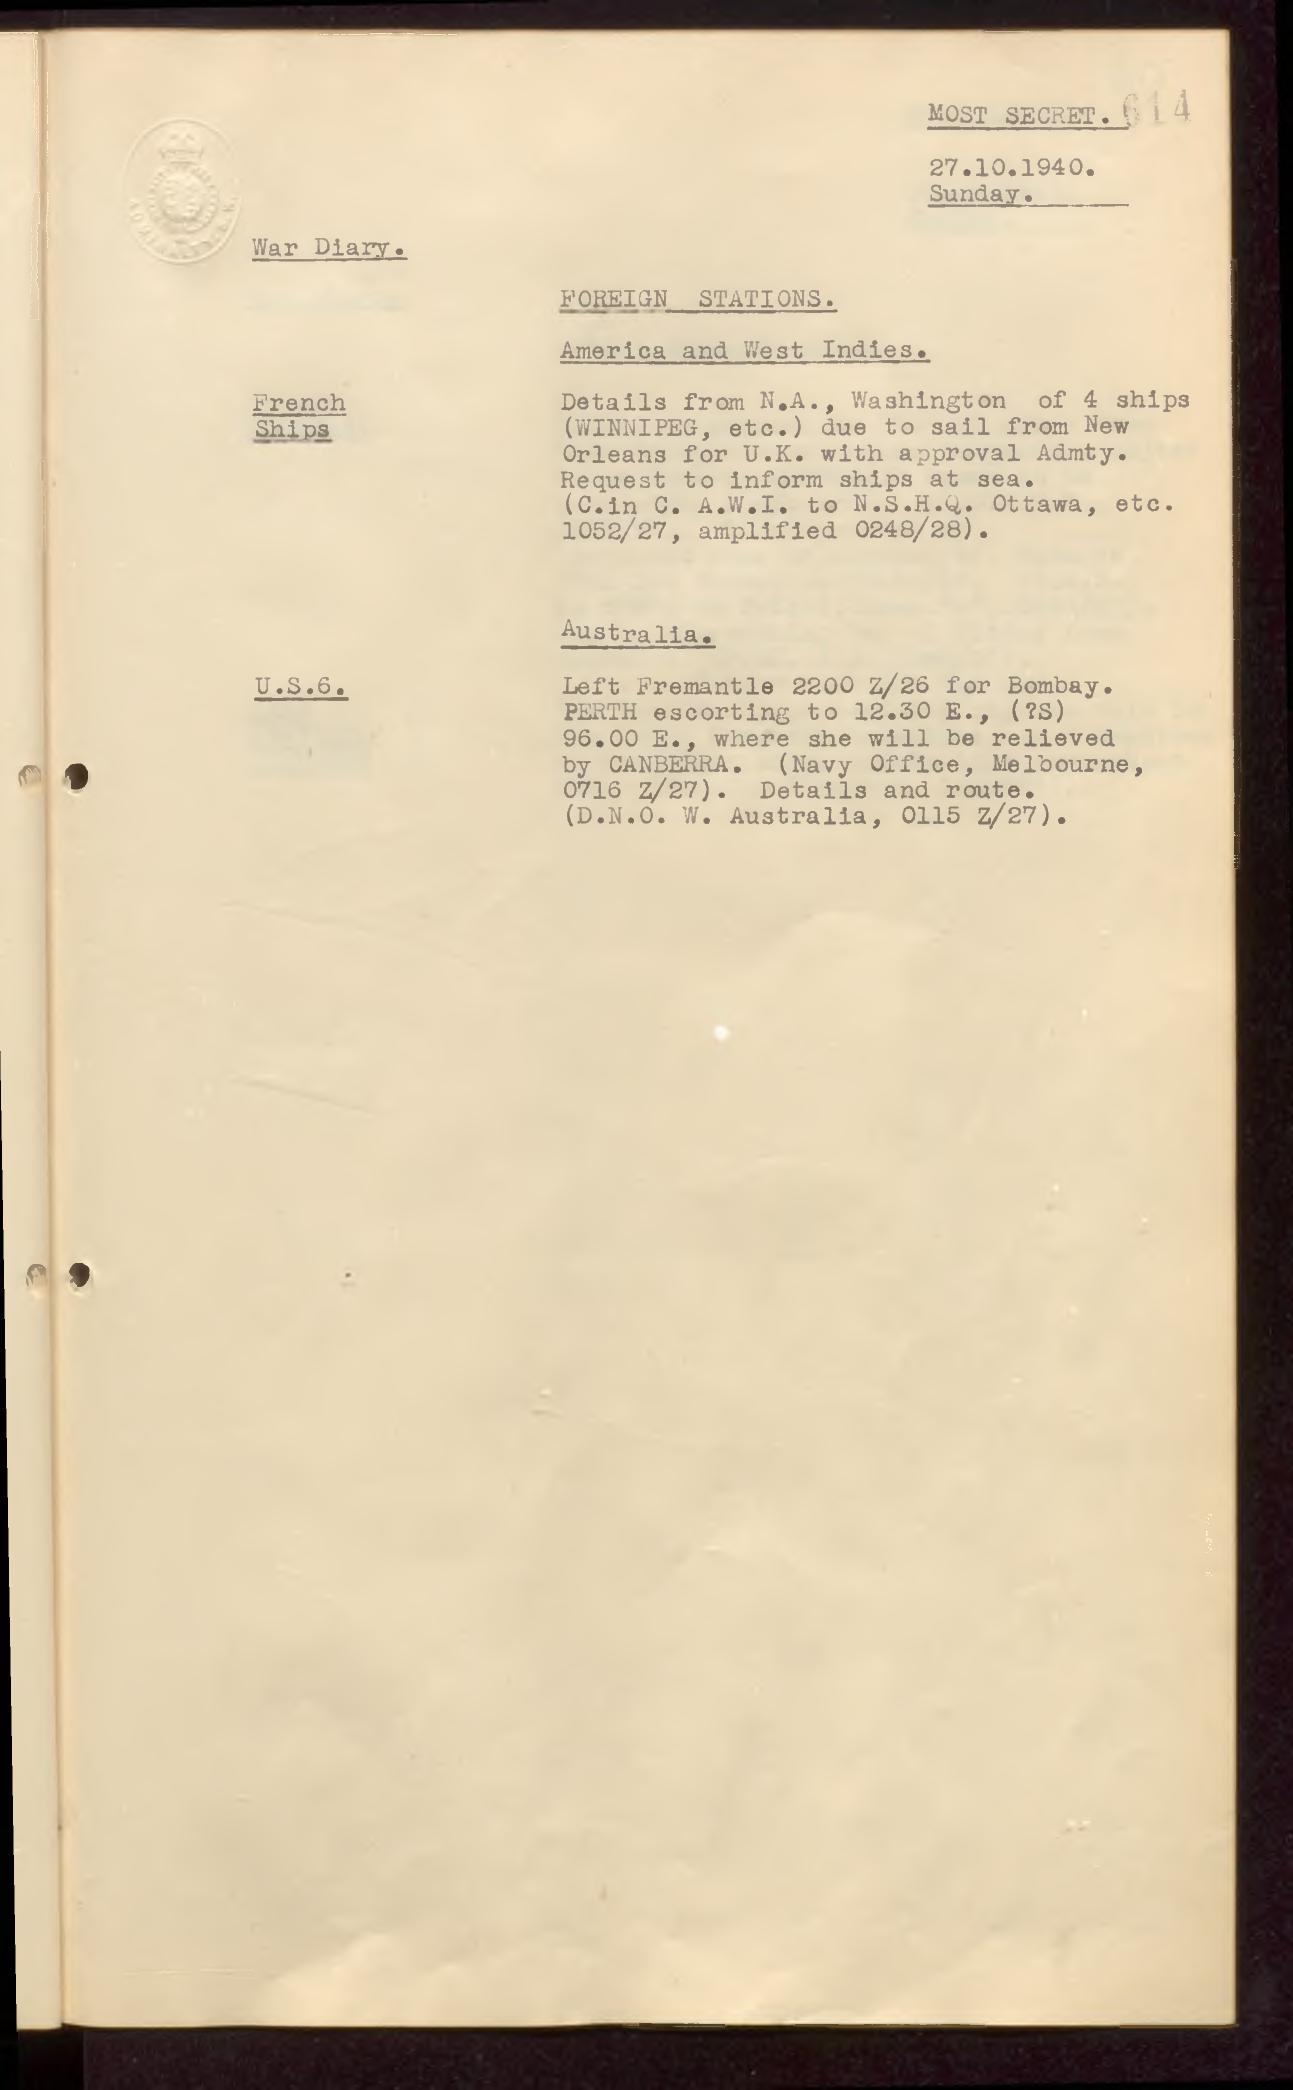 MOST SECRET. 614
27.10.1940.
Sunday.
War Diary.
FOREIGN STATIONS.
America and West Indies.
French
Ships
Details from N.A., Washington of 4 ships
(WINNIPEG, etc.) due to sail from New
Orleans for U.K. with approval Admty.
Request to inform ships at sea.
(C.in C. A.W.I. to N.S.H.Q. Ottawa, etc.
1052/27, amplified 0248/28).
Australia.
U.S.6.
Left Fremantle 2200 Z/26 for Bombay.
PERTH escorting to 12.30 E., (?S)
96.00 E., where she will be relieved
by CANBERRA. (Navy Office, Melbourne,
0716 Z/27). Details and route.
(D.N.O. W. Australia, 0115 Z/27).